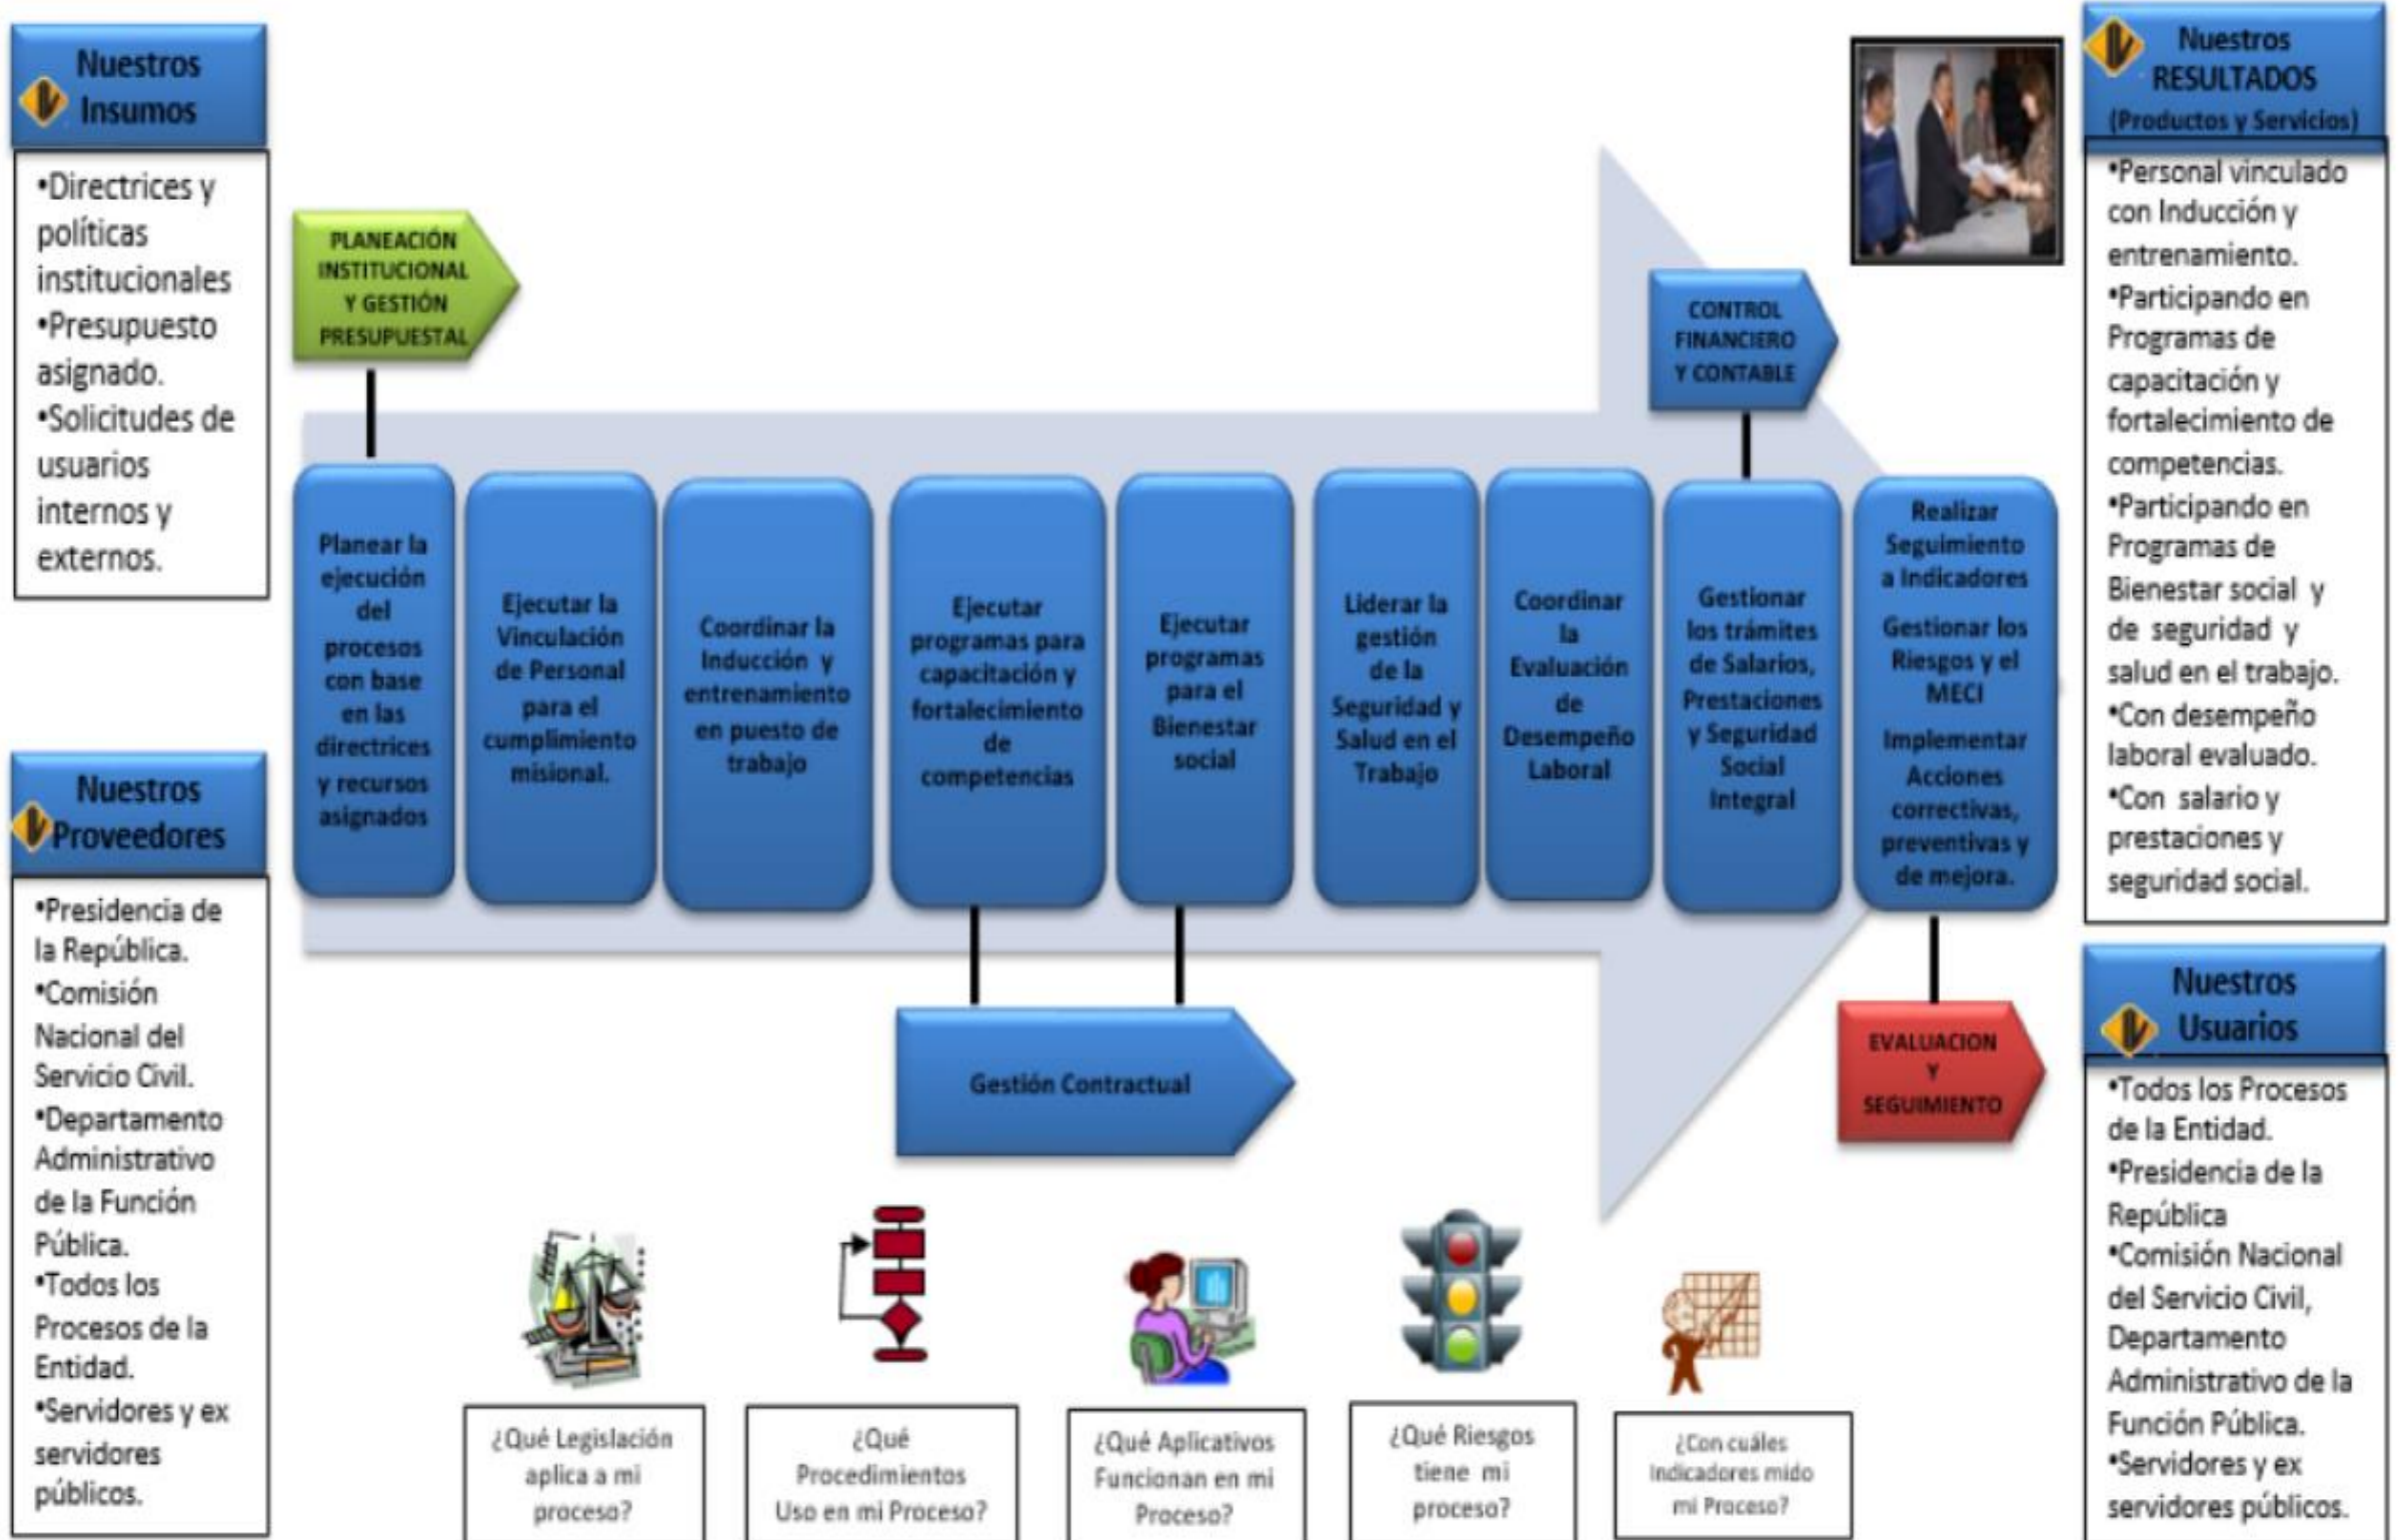 Nuestros
Insumos
•Directrices y
políticas
institucionales
•Presupuesto
asignado.
•Solicitudes de
usuarios
internos y
externos.
Nuestros
Proveedores
•Presidencia de
la República.
•Comisión
Nacional del
Servicio Civil.
•Departamento
Administrativo
de la Función
Pública.
•Todos los
Procesos de la
Entidad.
•Servidores y ex
servidores
públicos.
PLANEACIÓN
INSTITUCIONAL
Y GESTIÓN
PRESUPUESTAL
CONTROL
FINANCIERO
Y CONTABLE
Planear la
ejecución
del
procesos
con base
en las
directrices
y recursos
asignados
Ejecutar la
Vinculación
de Personal
para el
cumplimiento
misional.
Coordinar la
Inducción y
entrenamiento
en puesto de
trabajo
Ejecutar
programas para
capacitación y
fortalecimiento
de
competencias
Ejecutar
programas
para el
Bienestar
social
Liderar la
gestión
de la
Seguridad y
Salud en el
Trabajo
Coordinar
la
Evaluación
de
Desempeño
Laboral
Gestionar
los trámites
de Salarios,
Prestaciones
y Seguridad
Social
Integral
Realizar
Seguimiento
a Indicadores
Gestionar los
Riesgos y el
MECI
Implementar
Acciones
correctivas,
preventivas y
de mejora.
Gestión Contractual
EVALUACION
Y
SEGUIMIENTO
¿Qué Legislación
aplica a mi
proceso?
¿Qué
Procedimientos
Uso en mi Proceso?
¿Qué Aplicativos
Funcionan en mi
Proceso?
¿Qué Riesgos
tiene mi
proceso?
¿Con cuáles
Indicadores mido
mi Proceso?
Nuestros
RESULTADOS
(Productos y Servicios)
•Personal vinculado
con Inducción y
entrenamiento.
•Participando en
Programas de
capacitación y
fortalecimiento de
competencias.
•Participando en
Programas de
Bienestar social y
de seguridad y
salud en el trabajo.
•Con desempeño
laboral evaluado.
•Con salario y
prestaciones y
seguridad social.
Nuestros
Usuarios
•Todos los Procesos
de la Entidad.
•Presidencia de la
República
•Comisión Nacional
del Servicio Civil,
Departamento
Administrativo de la
Función Pública.
•Servidores y ex
servidores públicos.